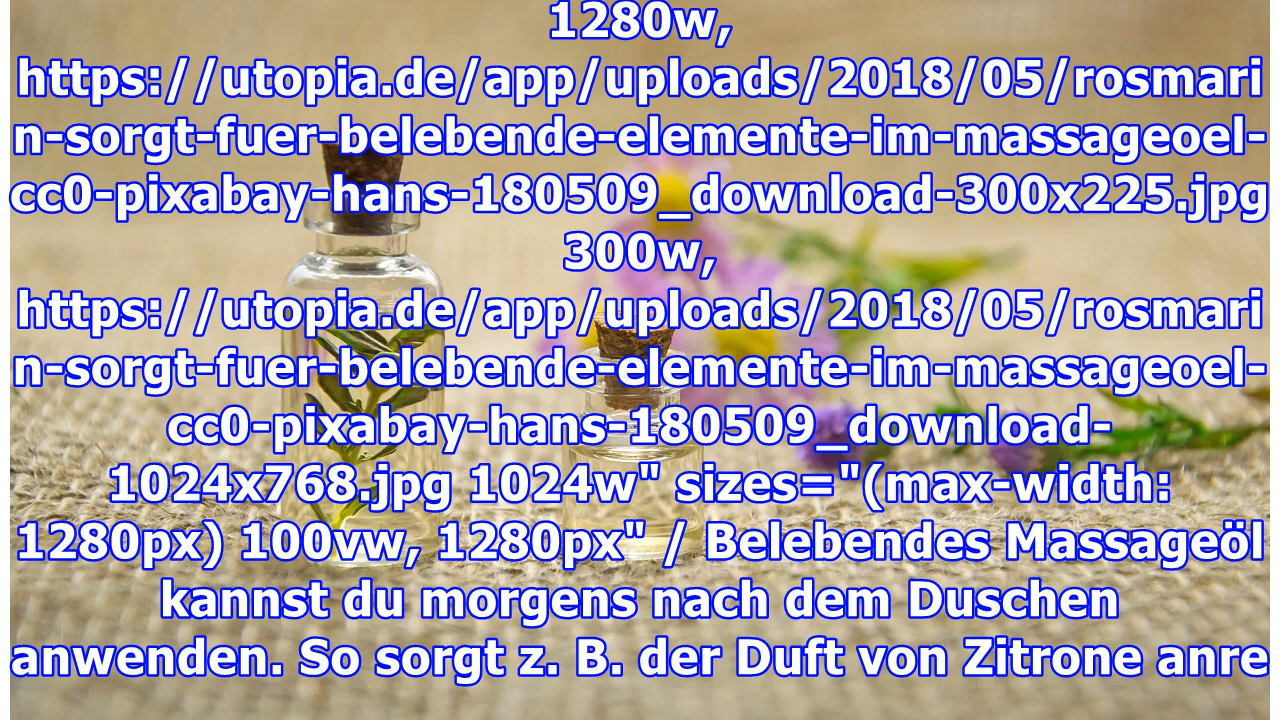 1280w,
https://utopia.de/app/uploads/2018/05/rosmari
n-sorgt-fuer-belebende-elemente-im-massageoel-
cc0-pixabay-hans-180509_download-300x225.jpg
300w,
https://utopia.de/app/uploads/2018/05/rosmari
n-sorgt-fuer-belebende-elemente-im-massageoel-
cc0-pixabay-hans-180509_download-
1024x768.jpg 1024w" sizes="(max-width:
1280px) 100vw, 1280px" / Belebendes Massageöl
kannst du morgens nach dem Duschen
anwenden. So sorgt z. B. der Duft von Zitrone anre